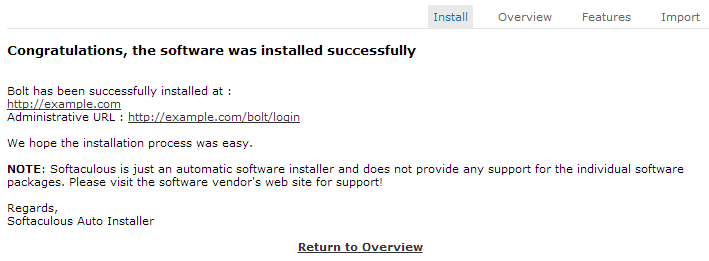 Install Overview Features Import
Congratulations, the software was installed successfully
Bolt has been successfully installed at :
http://example.com
Administrative URL : http://example.com/bolt/login
We hope the installation process was easy.
NOTE: Softaculous is just an automatic software installer and does not provide any support for the individual software
packages. Please visit the software vendor's web site for support!
Regards,
Softaculous Auto Installer
Return to Overview